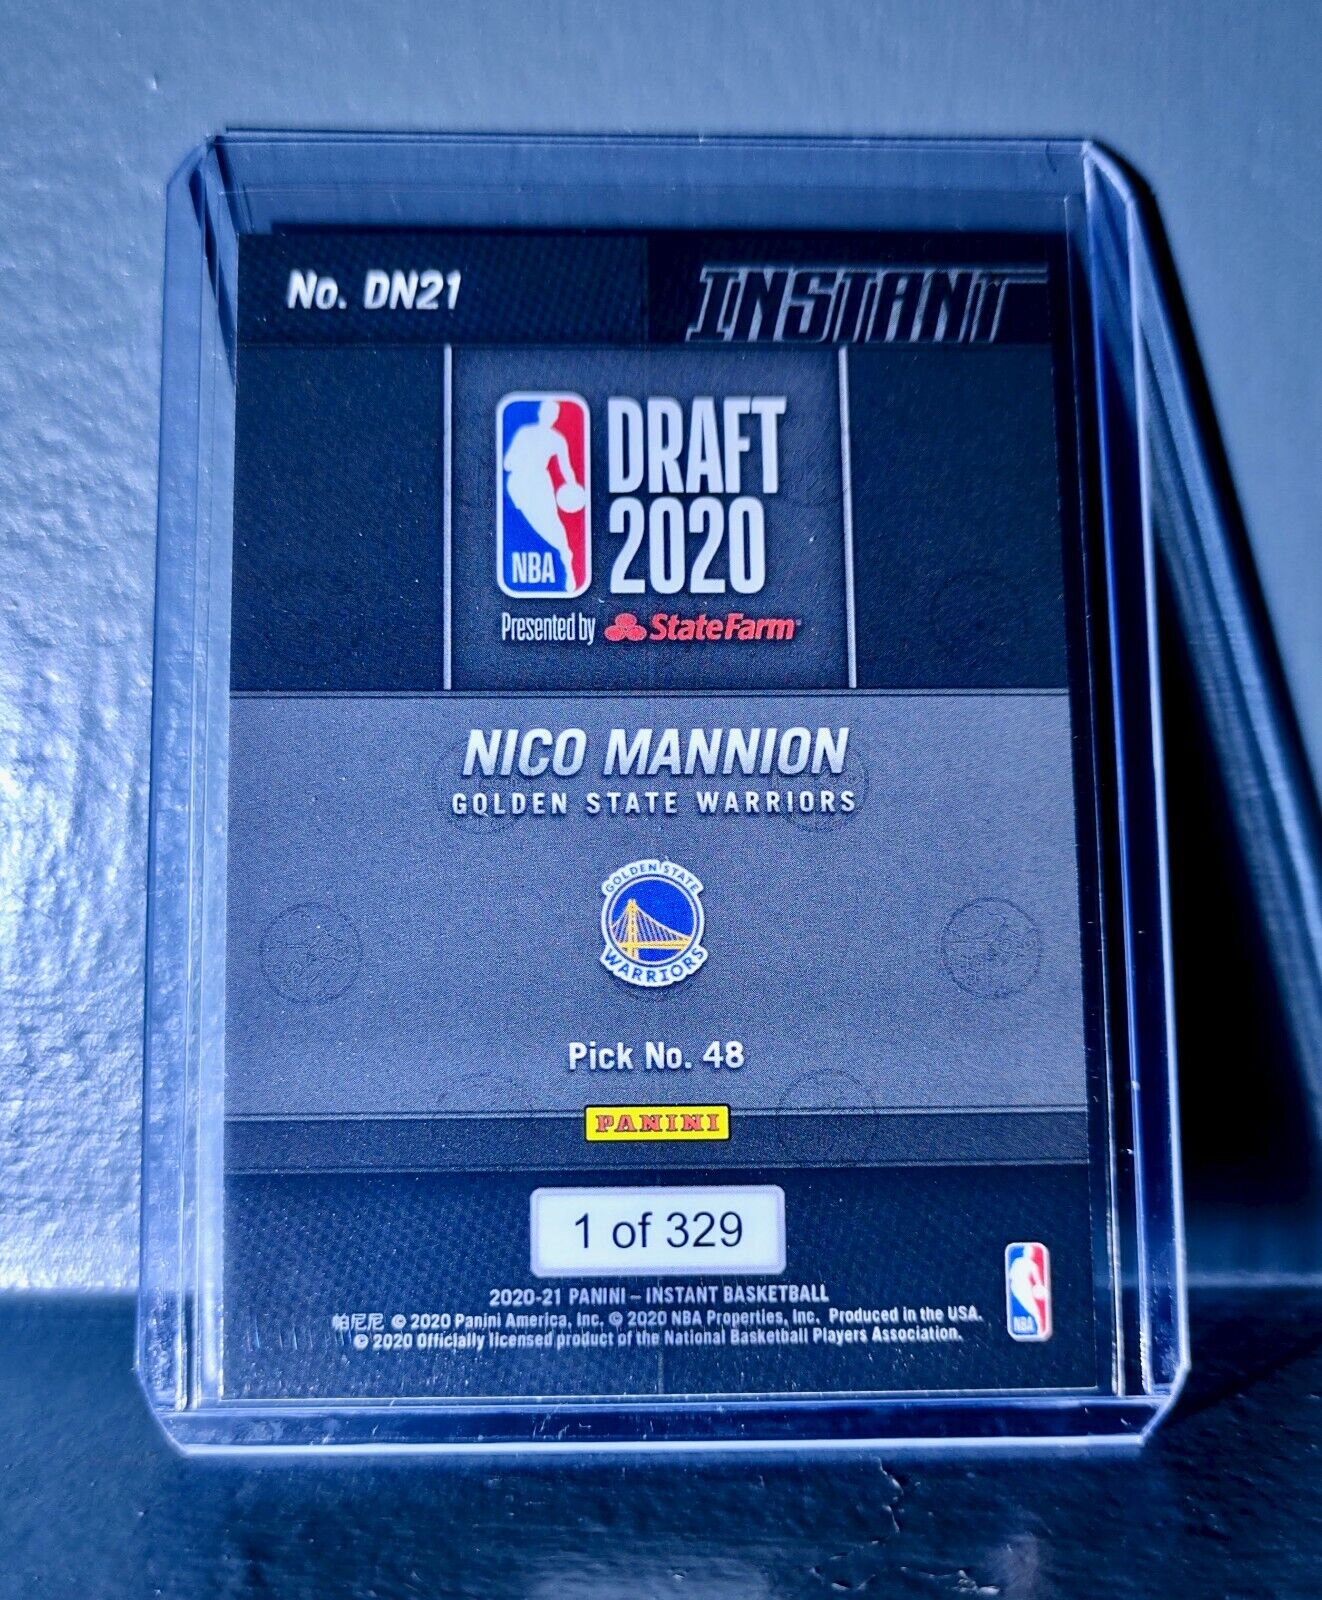 No. DN21
INSTANT
NBA
DRAFT
2020
Presented by State Farm
NICO MANNION
GOLDEN STATE WARRIORS
GOLDEN STATE
WARRIORS
Pick No. 48
PANINI
1 of 329
2020-21 PANINI – INSTANT BASKETBALL
帕尼尼 © 2020 Panini America, Inc. © 2020 NBA Properties, Inc. Produced in the USA.
© 2020 Officially licensed product of the National Basketball Players Association.
NBA